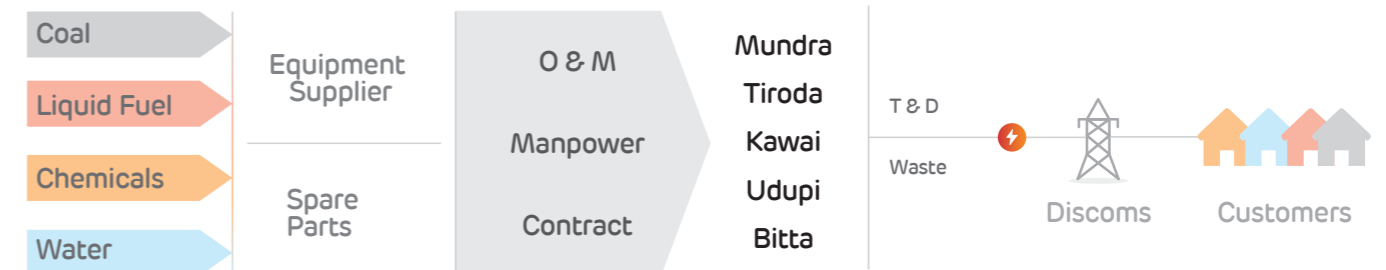 Coal
Liquid Fuel
Chemicals
Water
Equipment
Supplier
Spare
Parts
O & M
Manpower
Contract
Mundra
Tiroda
Kawai
Udupi
Bitta
T & D
Waste
Discoms
Customers